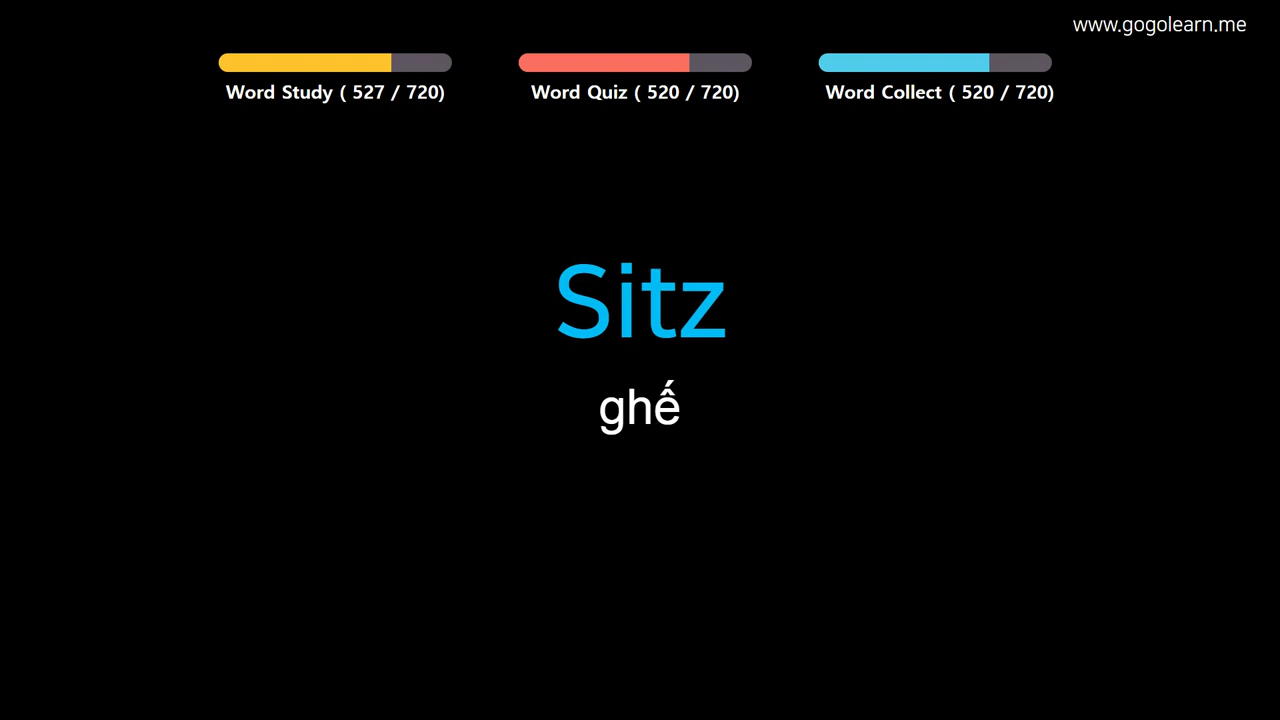 www.gogolearn.me
Word Study ( 527 / 720)
Word Quiz ( 520 / 720)
Word Collect ( 520 / 720)
Sitz
ghế